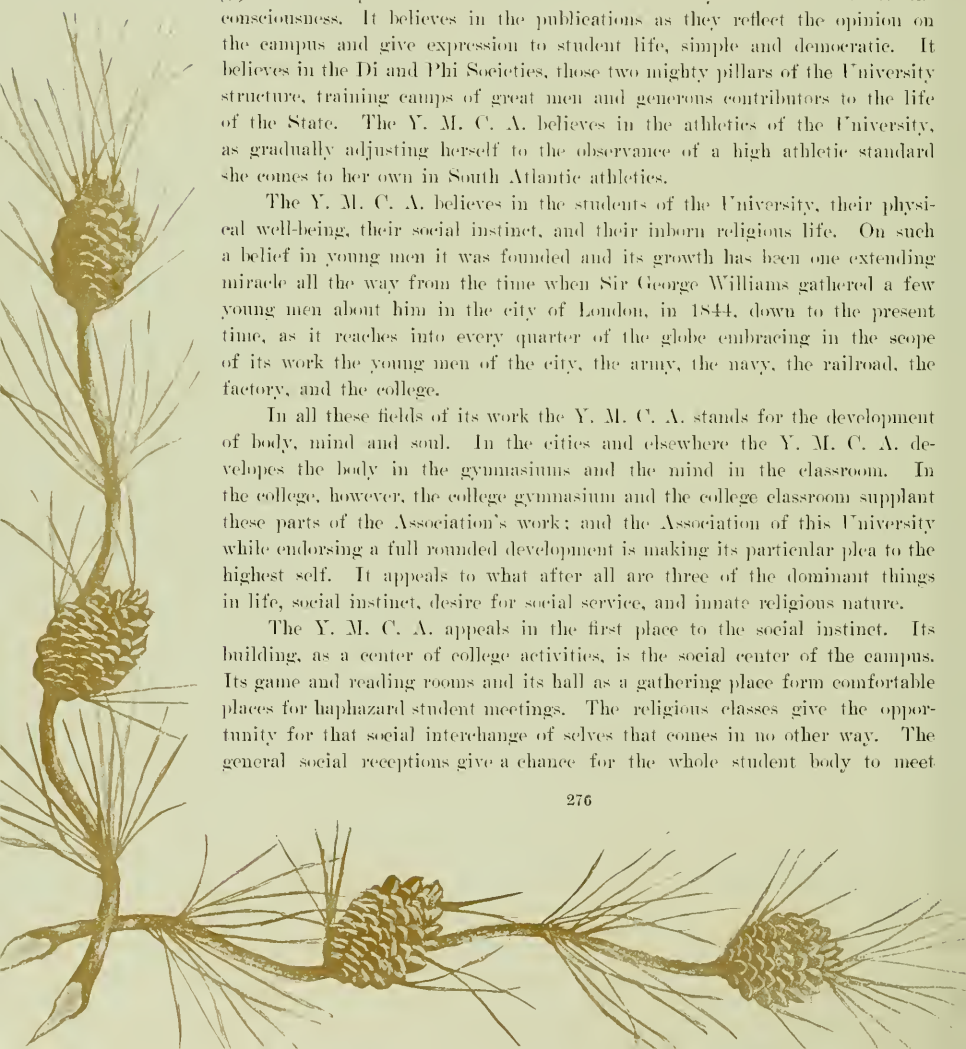 consciousness. It believes in the publications as they reflect the opinion on
the campus and give expression to student life, simple and democratic. It
believes in the Di and Phi Societies, those two mighty pillars of the University
structure, training camps of great men and generous contributors to the life
of the State. The Y. M. C. A. believes in the athletics of the University,
as gradually adjusting herself to the observance of a high athletic standard
she comes to her own in South Atlantic athletics.
The Y. M. C. A. believes in the students of the University, their physi-
cal well-being, their social instinct, and their inborn religious life. On such
a belief in young men it was founded and its growth has been one extending
miracle all the way from the time when Sir George Williams gathered a few
young men about him in the city of London, in 1844, down to the present
time, as it reaches into every quarter of the globe embracing in the scope
of its work the young men of the city, the army, the navy, the railroad, the
factory, and the college.
In all these fields of its work the Y. M. C. A. stands for the development
of body, mind and soul. In the cities and elsewhere the Y. M. C. A. de-
velopes the body in the gymnasiums and the mind in the classroom. In
the college, however, the college gymnasium and the college classroom supplant
these parts of the Association's work; and the Association of this University
while endorsing a full rounded development is making its particular plea to the
highest self. It appeals to what after all are three of the dominant things
in life, social instinct, desire for social service, and innate religious nature.
The Y. M. C. A. appeals in the first place to the social instinct. Its
building, as a center of college activities, is the social center of the campus.
Its game and reading rooms and its hall as a gathering place form comfortable
places for haphazard student meetings. The religious classes give the oppor-
tunity for that social interchange of selves that comes in no other way. The
general social receptions give a chance for the whole student body to meet
276